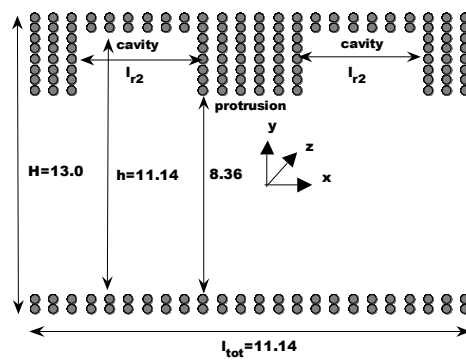 cavity
cavity
l_r2
l_r2
protrusion
y
z
x
H=13.0
h=11.14
8.36
l_tot=11.14